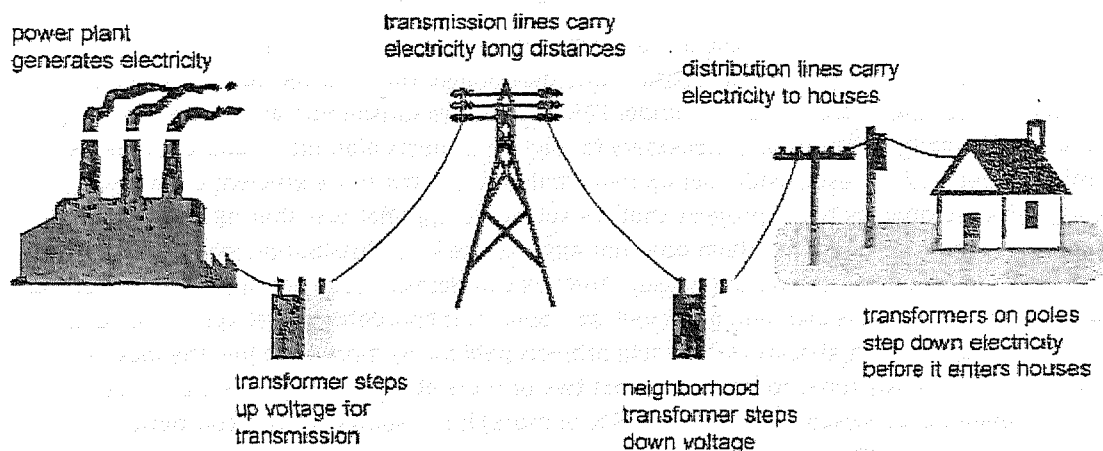 power plant
generates electricity
transmission lines carry
electricity long distances
distribution lines carry
electricity to houses
transformer steps
up voltage for
transmission
neighborhood
transformer steps
down voltage
transformers on poles
step down electricity
before it enters houses